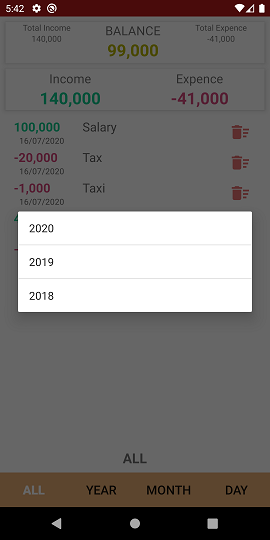 5:42
Total Income BALANCE Total Expence
140,000 99,000 -41,000
Income Expence
140,000 -41,000
100,000 Salary
16/07/2020
-20,000 Tax
16/07/2020
-1,000 Taxi
16/07/2020
2020
2019
2018
ALL
ALL YEAR MONTH DAY